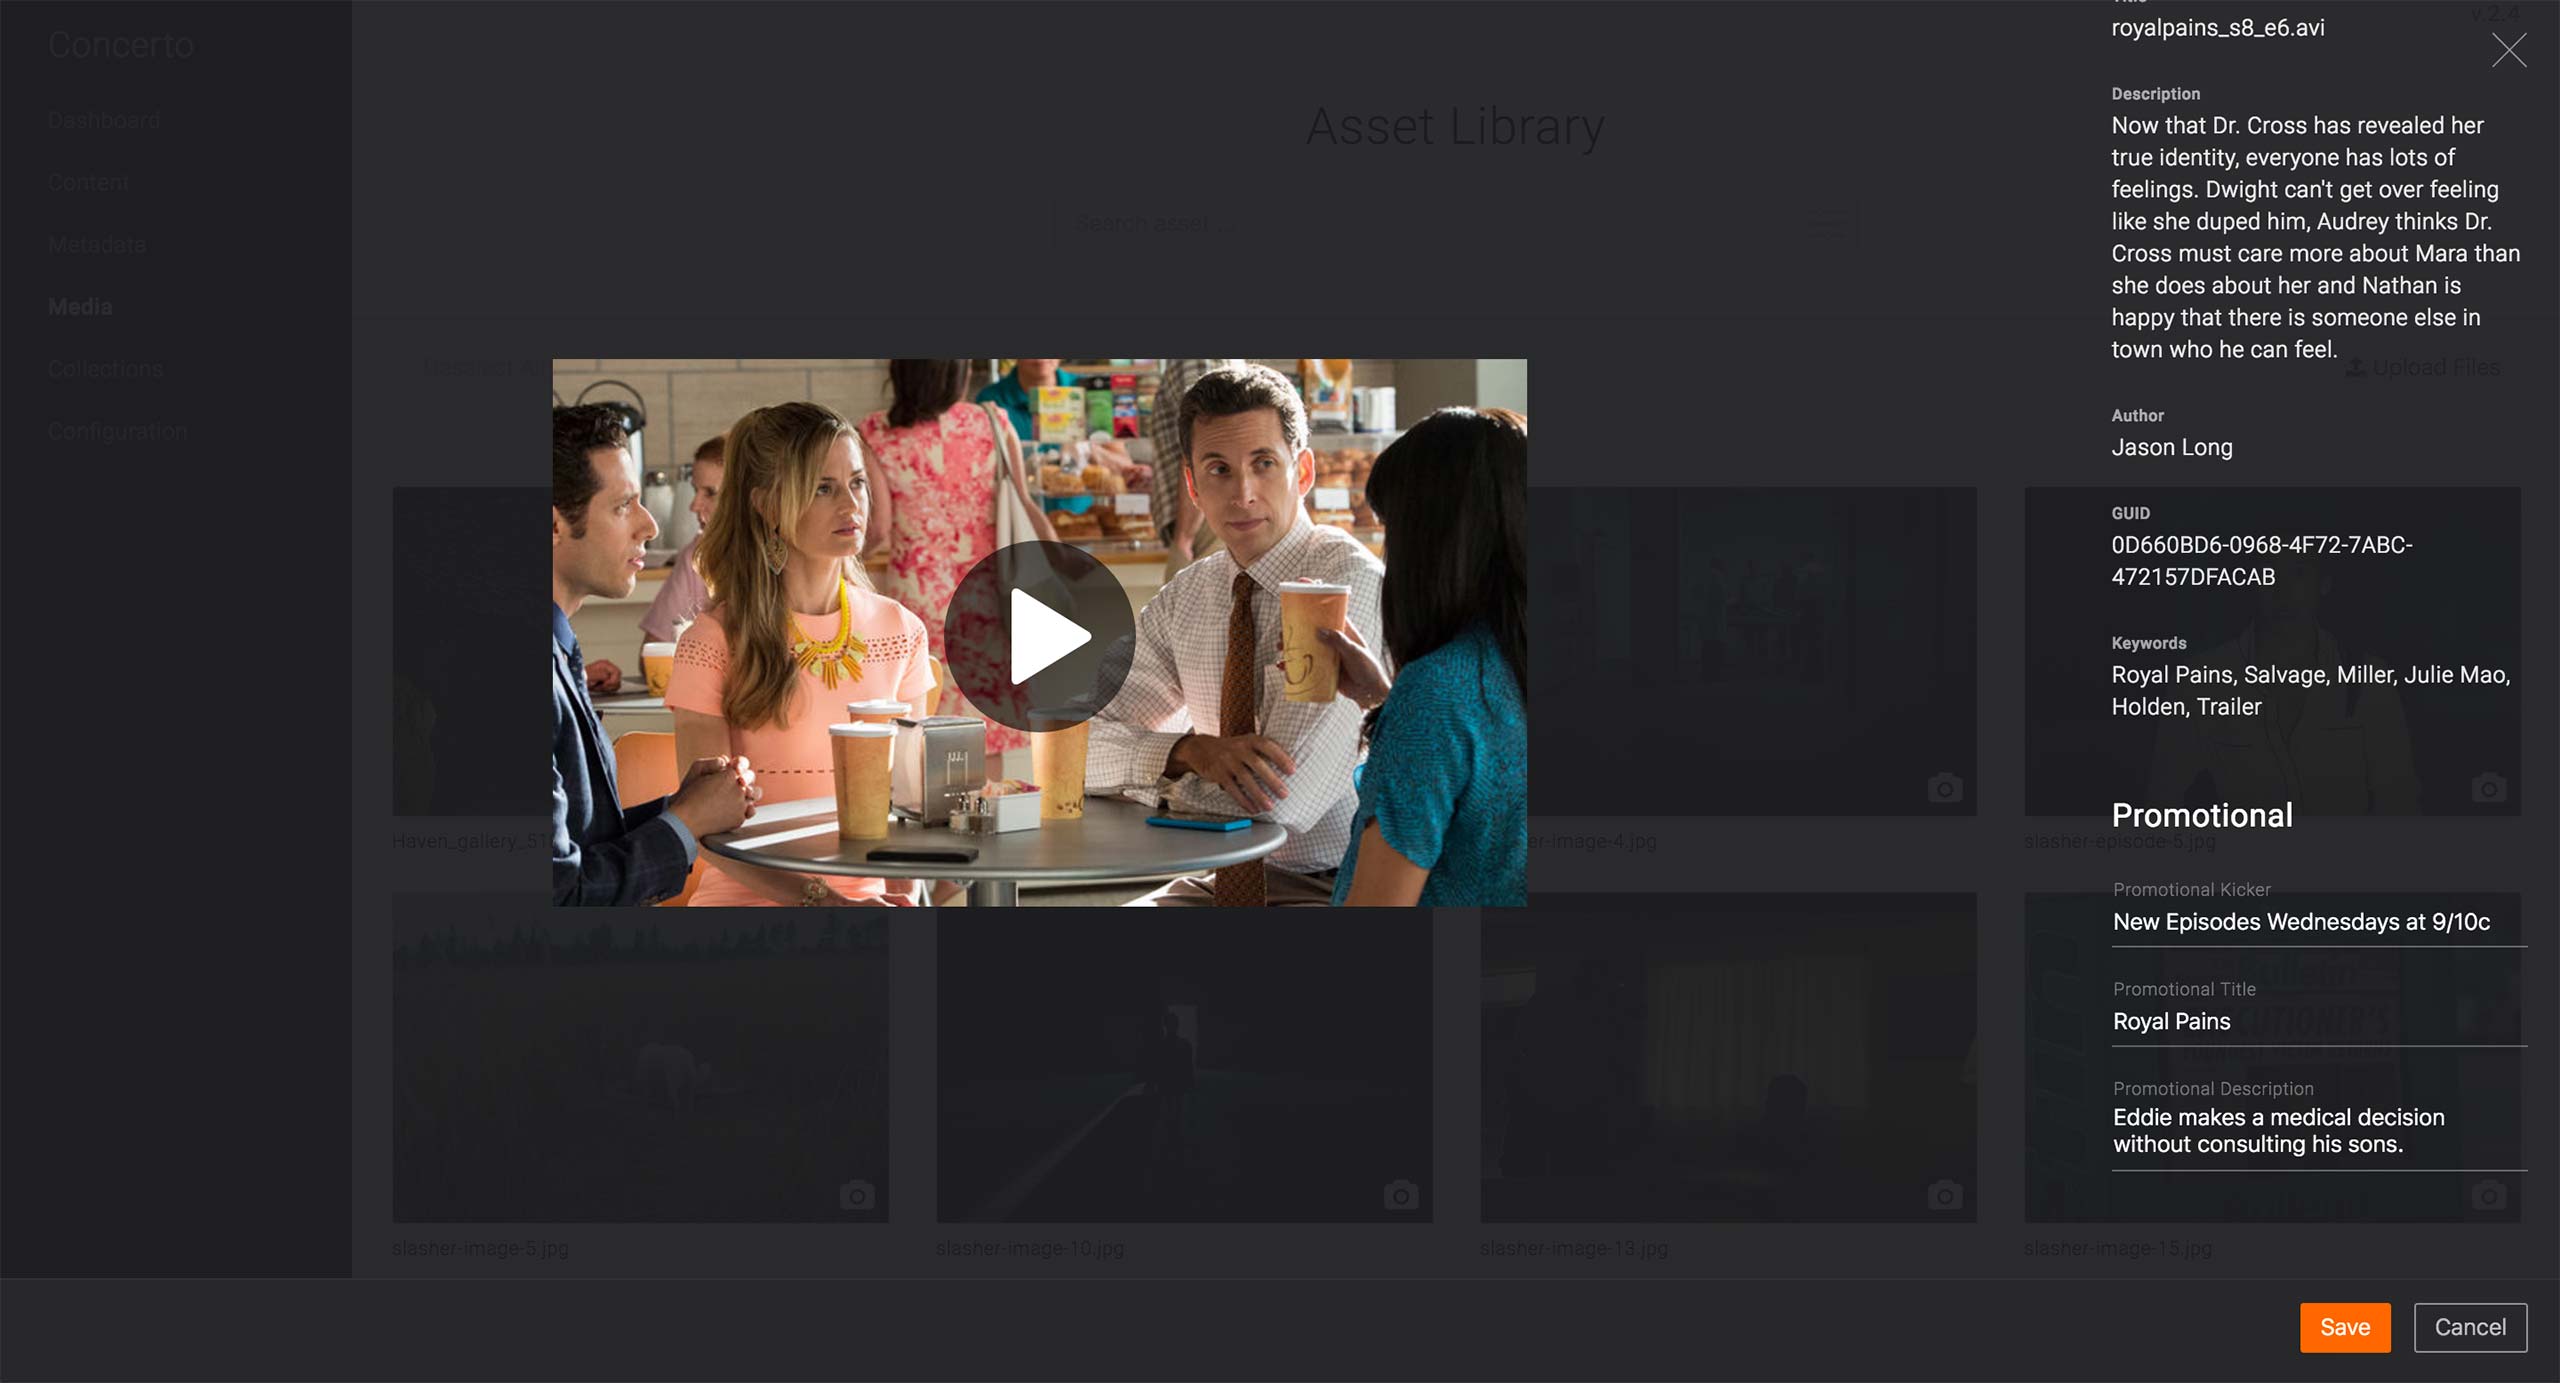 Concerto
Dashboard
Content
Metadata
Media
Collections
Configuration
v.2.4
Asset Library
Search asset ...
Deselect All
Upload Files
Haven_gallery_51
er-image-4.jpg
slasher-episode-5.jpg
slasher-image-5.jpg
slasher-image-10.jpg
slasher-image-13.jpg
slasher-image-15.jpg
Title
royalpains_s8_e6.avi
Description
Now that Dr. Cross has revealed her
true identity, everyone has lots of
feelings. Dwight can't get over feeling
like she duped him, Audrey thinks Dr.
Cross must care more about Mara than
she does about her and Nathan is
happy that there is someone else in
town who he can feel.
Author
Jason Long
GUID
0D660BD6-0968-4F72-7ABC-
472157DFACAB
Keywords
Royal Pains, Salvage, Miller, Julie Mao,
Holden, Trailer
Promotional
Promotional Kicker
New Episodes Wednesdays at 9/10c
Promotional Title
Royal Pains
Promotional Description
Eddie makes a medical decision
without consulting his sons.
Save
Cancel